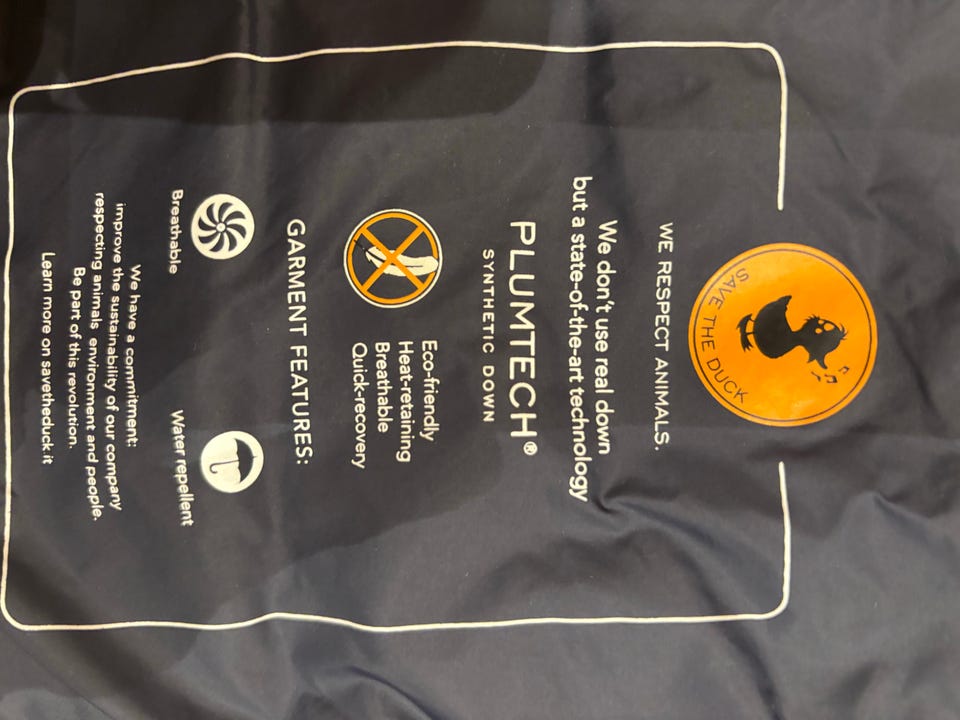 SAVE THE DUCK
WE RESPECT ANIMALS.
We don't use real down
but a state-of-the-art technology
PLUMTECH®
SYNTHETIC DOWN
Eco-friendly
Heat-retaining
Breathable
Quick-recovery
GARMENT FEATURES:
Breathable
Water repellent
We have a commitment:
improve the sustainability of our company
respecting animals environment and people.
Be part of this revolution.
Learn more on savetheduck.it